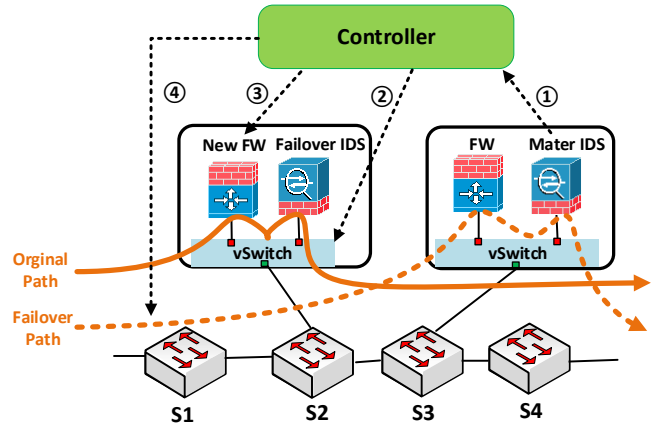 Controller
④
③
②
①
New FW
Failover IDS
FW
Mater IDS
vSwitch
vSwitch
Orginal
Path
Failover
Path
S1
S2
S3
S4